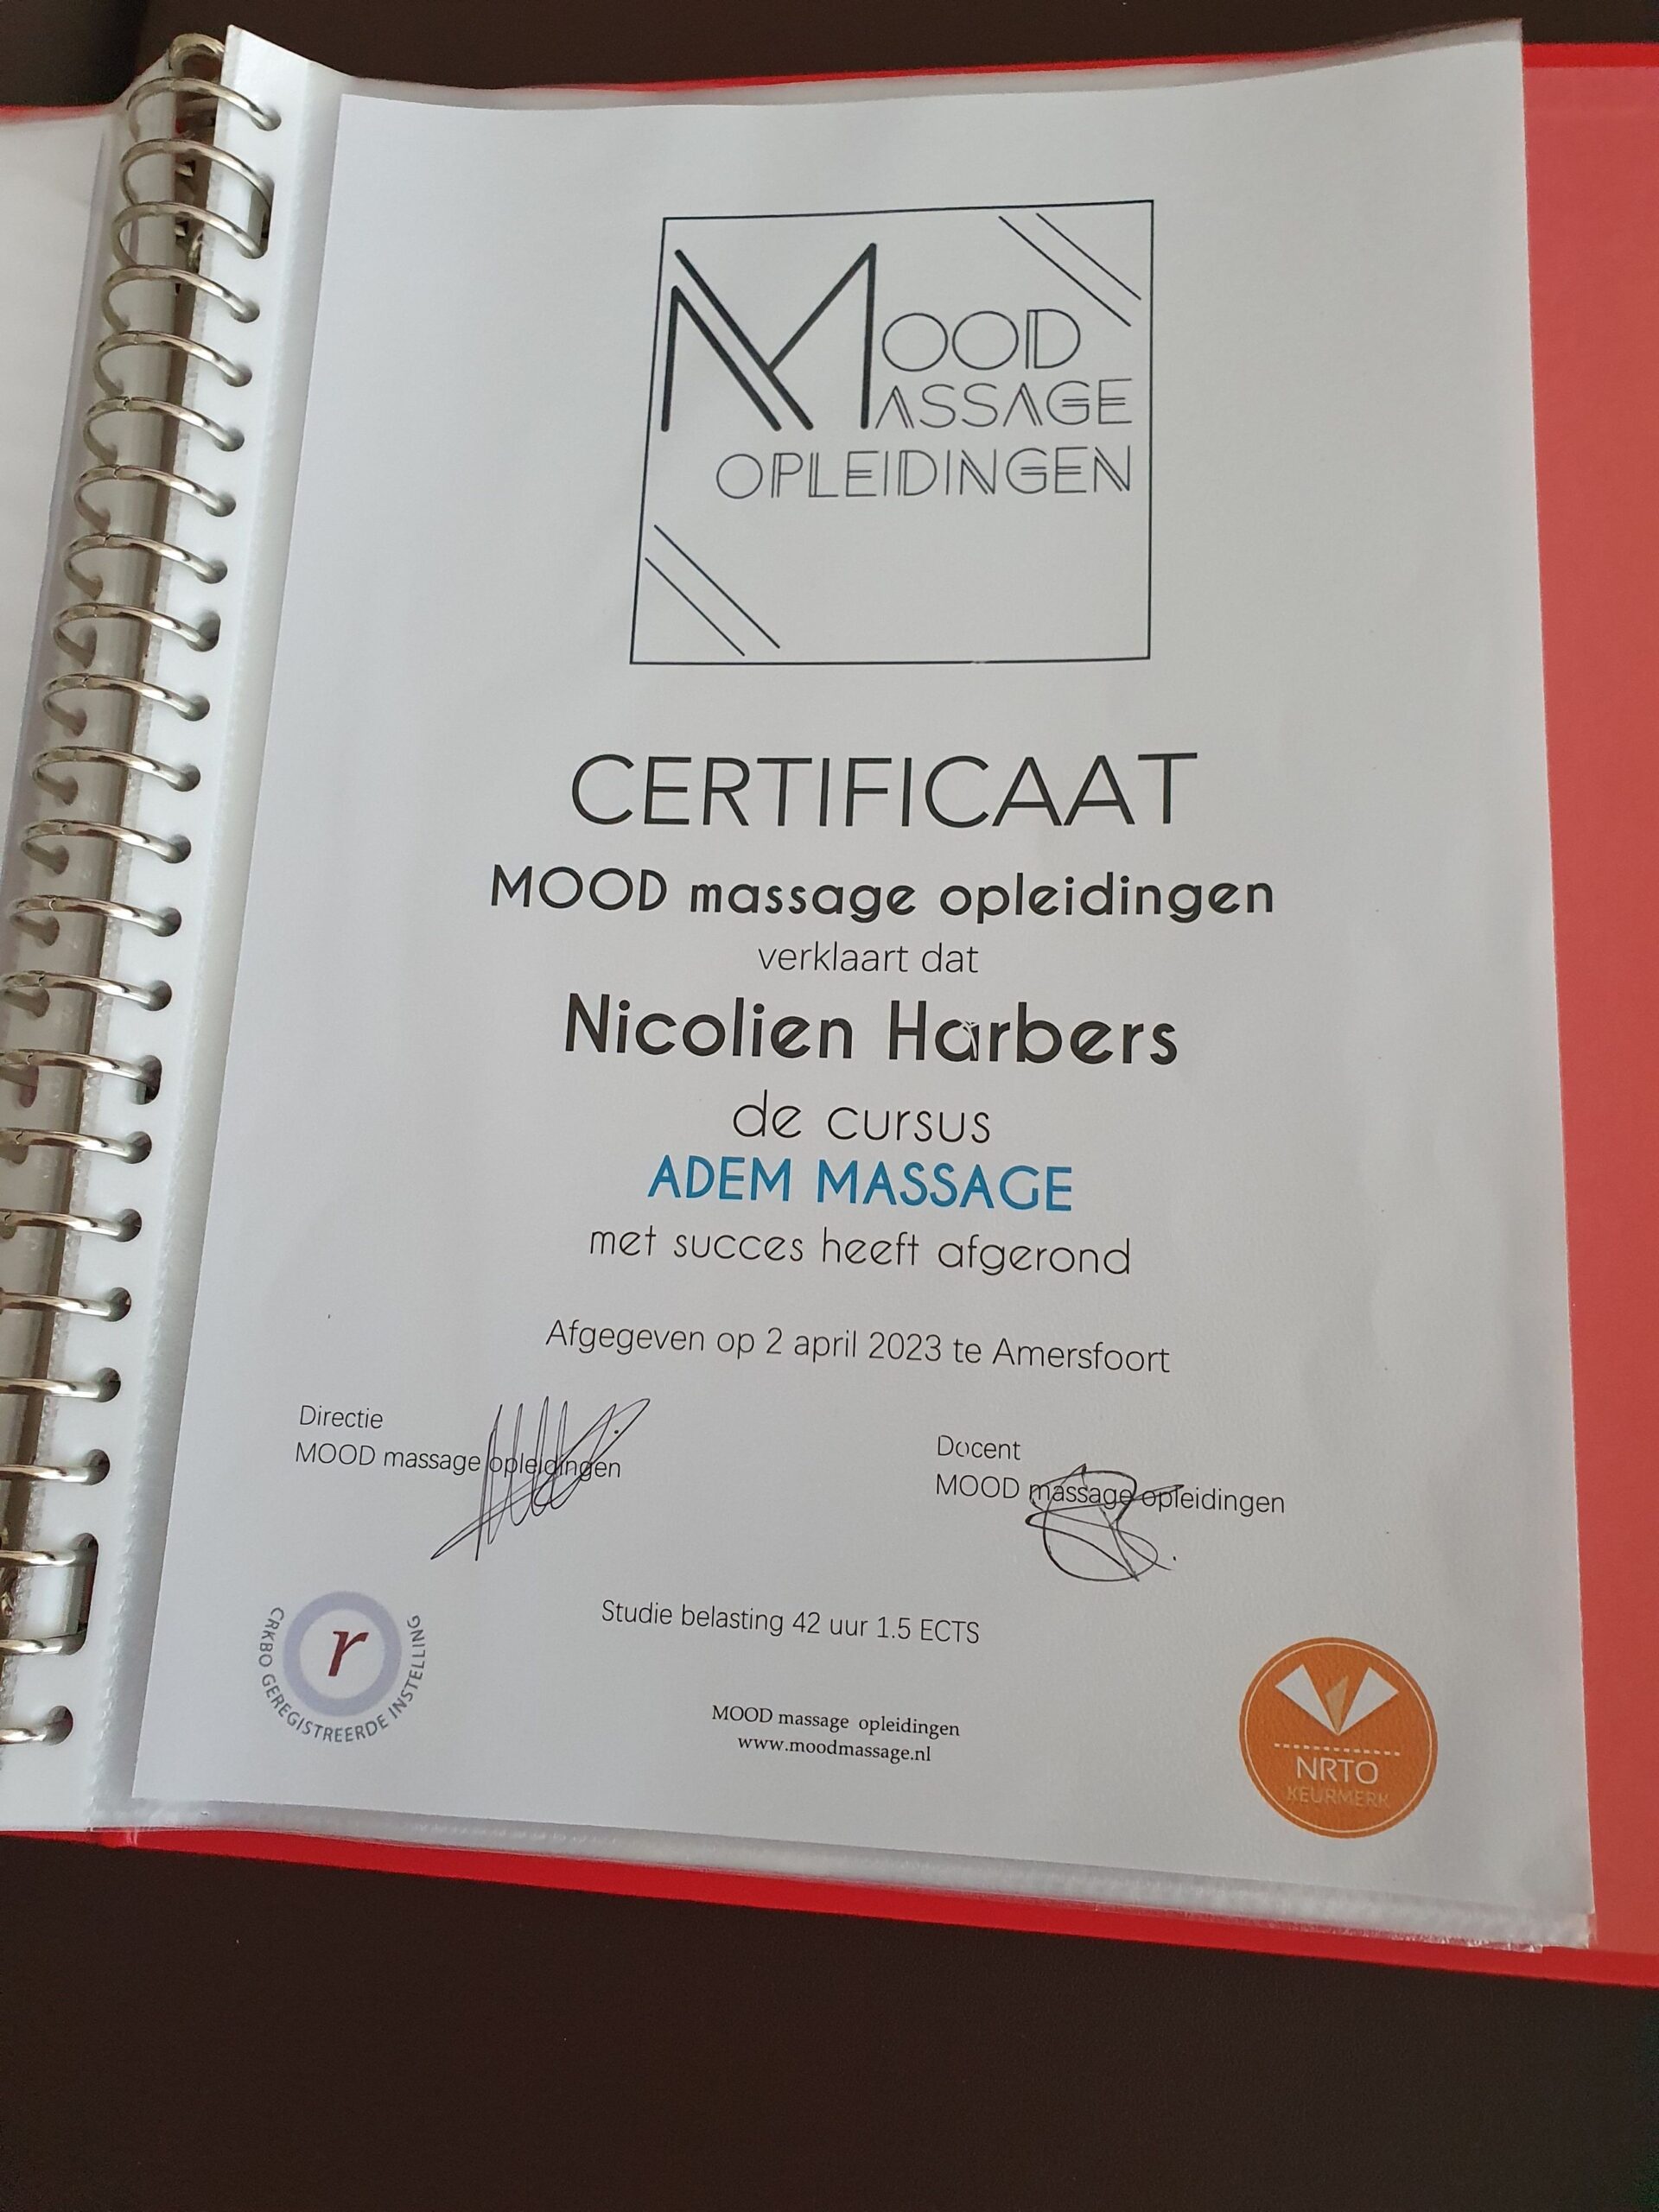 MOOD
MASSAGE
OPLEIDINGEN
CERTIFICAAT
MOOD massage opleidingen
verklaart dat
Nicolien Harbers
de cursus
ADEM MASSAGE
met succes heeft afgerond
Afgegeven op 2 april 2023 te Amersfoort
Directie
MOOD massage opleidingen
Docent
MOOD massage opleidingen
Studie belasting 42 uur 1.5 ECTS
r
CRKBO GEREGISTREERDE INSTELLING
MOOD massage opleidingen
www.moodmassage.nl
NRTO
KEURMERK